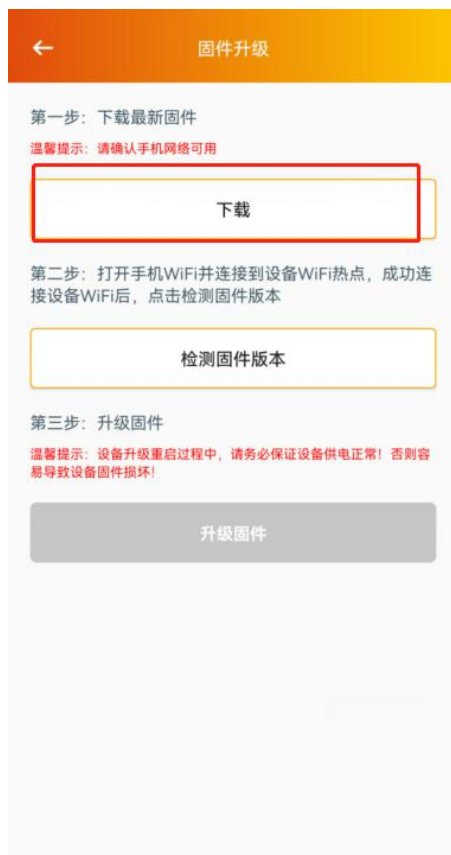 固件升级
第一步：下载最新固件
温馨提示：请确认手机网络可用
下载
第二步：打开手机WiFi并连接到设备WiFi热点，成功连
接设备WiFi后，点击检测固件版本
检测固件版本
第三步：升级固件
温馨提示：设备升级重启过程中，请务必保证设备供电正常！否则容
易导致设备固件损坏！
升级固件